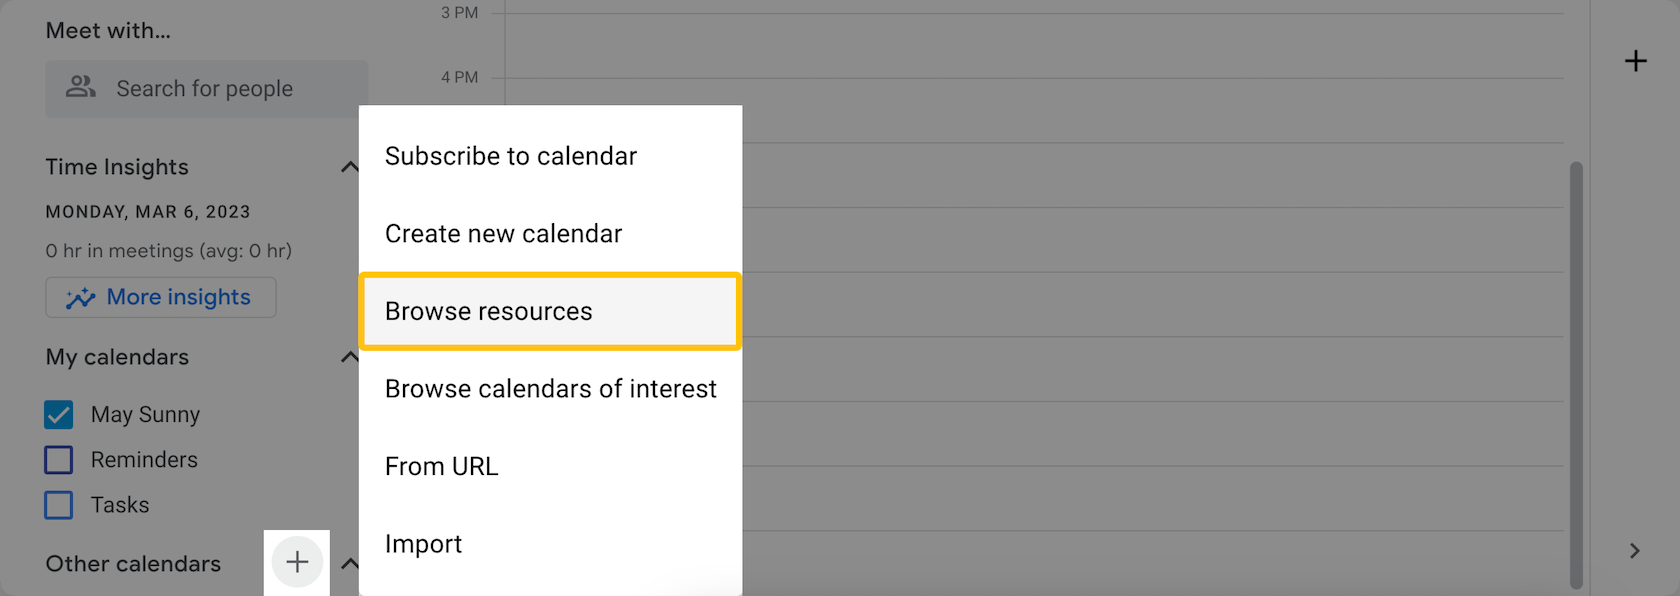 Meet with...
Search for people
Time Insights
MONDAY, MAR 6, 2023
0 hr in meetings (avg: 0 hr)
More insights
My calendars
May Sunny
Reminders
Tasks
Other calendars
3 PM
4 PM
Subscribe to calendar
Create new calendar
Browse resources
Browse calendars of interest
From URL
Import